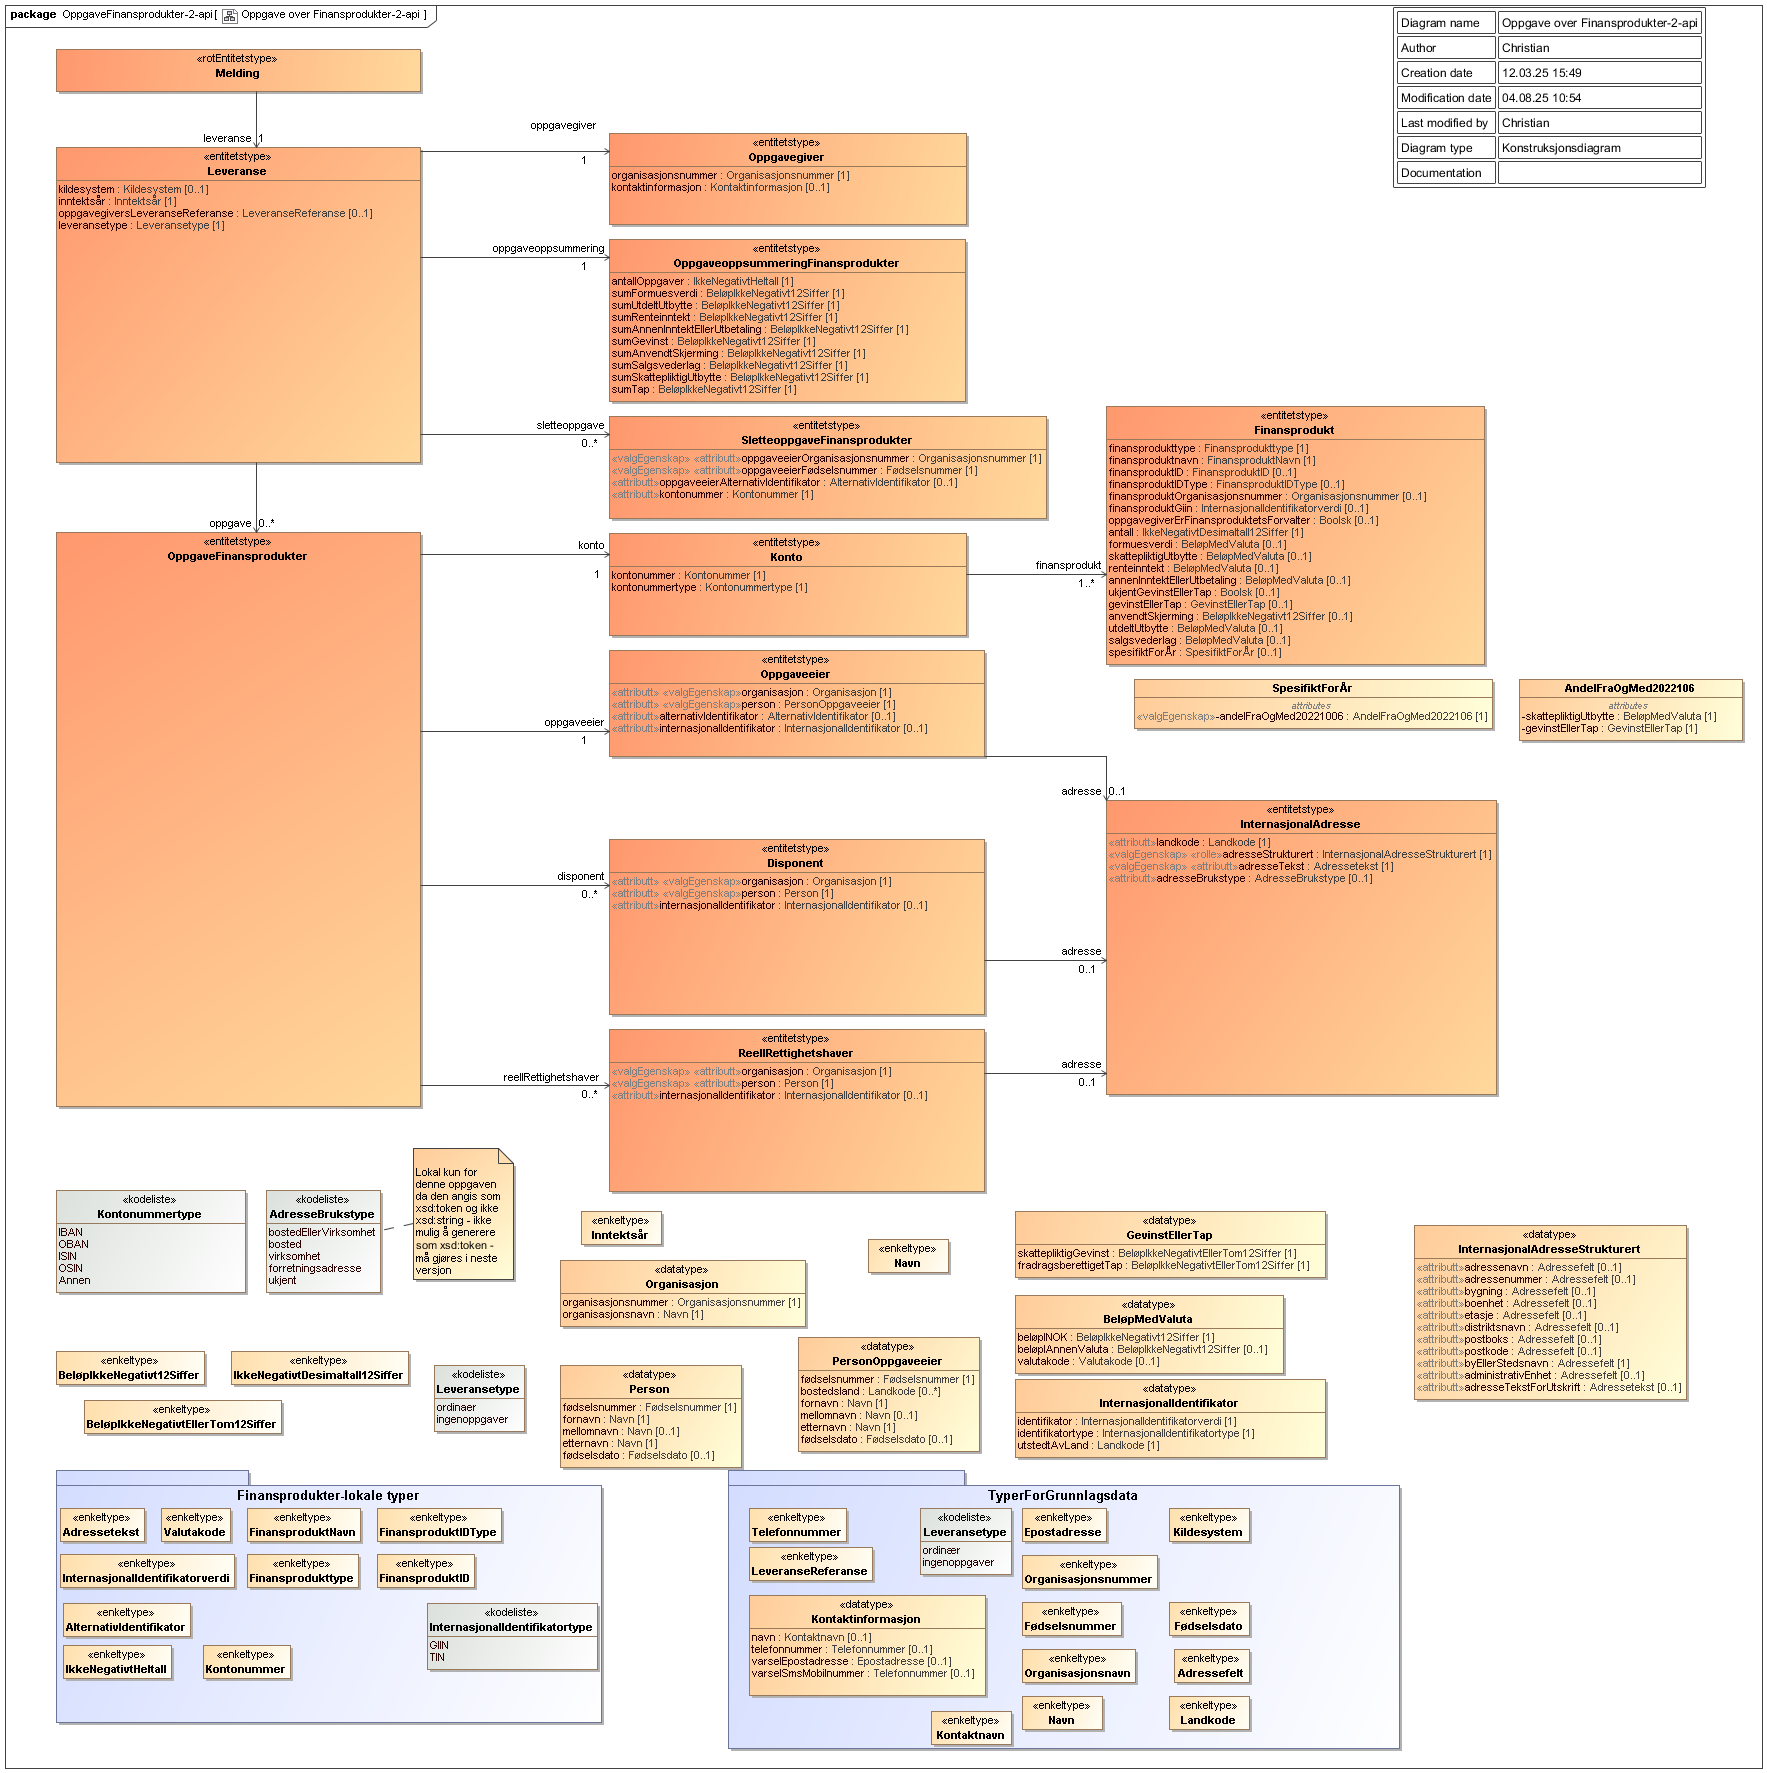 package OppgaveFinansprodukter-2-api[ Oppgave over Finansprodukter-2-api ]
Diagram name Oppgave over Finansprodukter-2-api
Author Christian
Creation date 12.03.25 15:49
Modification date 04.08.25 10:54
Last modified by Christian
Diagram type Konstruksjonsdiagram
Documentation
«rotEntitetstype»
Melding
leveranse 1
«entitetstype»
Leveranse
kildesystem : Kildesystem [0..1]
inntektsår : Inntektsår [1]
oppgavegiversLeveranseReferanse : LeveranseReferanse [0..1]
leveransetype : Leveransetype [1]
oppgavegiver
1
«entitetstype»
Oppgavegiver
organisasjonsnummer : Organisasjonsnummer [1]
kontaktinformasjon : Kontaktinformasjon [0..1]
oppgaveoppsummering
1
«entitetstype»
OppgaveoppsummeringFinansprodukter
antallOppgaver : IkkeNegativtHeltall [1]
sumFormuesverdi : BeløpIkkeNegativt12Siffer [1]
sumUtdeltUtbytte : BeløpIkkeNegativt12Siffer [1]
sumRenteinntekt : BeløpIkkeNegativt12Siffer [1]
sumAnnenInntektEllerUtbetaling : BeløpIkkeNegativt12Siffer [1]
sumGevinst : BeløpIkkeNegativt12Siffer [1]
sumAnvendtSkjerming : BeløpIkkeNegativt12Siffer [1]
sumSalgsvederlag : BeløpIkkeNegativt12Siffer [1]
sumSkattepliktigUtbytte : BeløpIkkeNegativt12Siffer [1]
sumTap : BeløpIkkeNegativt12Siffer [1]
sletteoppgave
0..*
«entitetstype»
SletteoppgaveFinansprodukter
«valgEgenskap» «attributt»oppgaveeierOrganisasjonsnummer : Organisasjonsnummer [1]
«valgEgenskap» «attributt»oppgaveeierFødselsnummer : Fødselsnummer [1]
«attributt»oppgaveeierAlternativIdentifikator : AlternativIdentifikator [0..1]
«attributt»kontonummer : Kontonummer [1]
oppgave 0..*
«entitetstype»
OppgaveFinansprodukter
konto
1
«entitetstype»
Konto
kontonummer : Kontonummer [1]
kontonummertype : Kontonummertype [1]
finansprodukt
1..*
«entitetstype»
Finansprodukt
finansprodukttype : Finansprodukttype [1]
finansproduktnavn : FinansproduktNavn [1]
finansproduktID : FinansproduktID [0..1]
finansproduktIDType : FinansproduktIDType [0..1]
finansproduktOrganisasjonsnummer : Organisasjonsnummer [0..1]
finansproduktGiin : InternasjonalIdentifikatorverdi [0..1]
oppgavegiverErFinansproduktetsForvalter : Boolsk [0..1]
antall : IkkeNegativtDesimaltall12Siffer [1]
formuesverdi : BeløpMedValuta [0..1]
skattepliktigUtbytte : BeløpMedValuta [0..1]
renteinntekt : BeløpMedValuta [0..1]
annenInntektEllerUtbetaling : BeløpMedValuta [0..1]
ukjentGevinstEllerTap : Boolsk [0..1]
gevinstEllerTap : GevinstEllerTap [0..1]
anvendtSkjerming : BeløpIkkeNegativt12Siffer [0..1]
utdeltUtbytte : BeløpMedValuta [0..1]
salgsvederlag : BeløpMedValuta [0..1]
spesifiktForÅr : SpesifiktForÅr [0..1]
SpesifiktForÅr
attributes
«valgEgenskap»-andelFraOgMed20221006 : AndelFraOgMed2022106 [1]
AndelFraOgMed2022106
attributes
-skattepliktigUtbytte : BeløpMedValuta [1]
-gevinstEllerTap : GevinstEllerTap [1]
oppgaveeier
1
«entitetstype»
Oppgaveeier
«attributt» «valgEgenskap»organisasjon : Organisasjon [1]
«attributt» «valgEgenskap»person : PersonOppgaveeier [1]
«attributt»alternativIdentifikator : AlternativIdentifikator [0..1]
«attributt»internasjonalIdentifikator : InternasjonalIdentifikator [0..1]
adresse 0..1
«entitetstype»
InternasjonalAdresse
«attributt»landkode : Landkode [1]
«valgEgenskap» «rolle»adresseStrukturert : InternasjonalAdresseStrukturert [1]
«valgEgenskap» «attributt»adresseTekst : Adressetekst [1]
«attributt»adresseBrukstype : AdresseBrukstype [0..1]
disponent
0..*
«entitetstype»
Disponent
«attributt» «valgEgenskap»organisasjon : Organisasjon [1]
«attributt» «valgEgenskap»person : Person [1]
«attributt»internasjonalIdentifikator : InternasjonalIdentifikator [0..1]
adresse
0..1
reellRettighetshaver
0..*
«entitetstype»
ReellRettighetshaver
«valgEgenskap» «attributt»organisasjon : Organisasjon [1]
«valgEgenskap» «attributt»person : Person [1]
«attributt»internasjonalIdentifikator : InternasjonalIdentifikator [0..1]
adresse
0..1
«kodeliste»
Kontonummertype
IBAN
OBAN
ISIN
OSIN
Annen
«kodeliste»
AdresseBrukstype
bostedEllerVirksomhet
bosted
virksomhet
forretningsadresse
ukjent
Lokal kun for
denne oppgaven
da den angis som
xsd:token og ikke
xsd:string - ikke
mulig å generere
som xsd:token -
må gjøres i neste
versjon
«enkeltype»
Inntektsår
«enkeltype»
Navn
«datatype»
Organisasjon
organisasjonsnummer : Organisasjonsnummer [1]
organisasjonsnavn : Navn [1]
«datatype»
GevinstEllerTap
skattepliktigGevinst : BeløpIkkeNegativtEllerTom12Siffer [1]
fradragsberettigetTap : BeløpIkkeNegativtEllerTom12Siffer [1]
«datatype»
InternasjonalAdresseStrukturert
«attributt»adressenavn : Adressefelt [0..1]
«attributt»adressenummer : Adressefelt [0..1]
«attributt»bygning : Adressefelt [0..1]
«attributt»boenhet : Adressefelt [0..1]
«attributt»etasje : Adressefelt [0..1]
«attributt»distriktsnavn : Adressefelt [0..1]
«attributt»postboks : Adressefelt [0..1]
«attributt»postkode : Adressefelt [0..1]
«attributt»byEllerStedsnavn : Adressefelt [1]
«attributt»administrativEnhet : Adressefelt [0..1]
«attributt»adresseTekstForUtskrift : Adressetekst [0..1]
«datatype»
BeløpMedValuta
beløpINOK : BeløpIkkeNegativt12Siffer [1]
beløpIAnnenValuta : BeløpIkkeNegativt12Siffer [0..1]
valutakode : Valutakode [0..1]
«enkeltype»
BeløpIkkeNegativt12Siffer
«enkeltype»
IkkeNegativtDesimaltall12Siffer
«enkeltype»
BeløpIkkeNegativtEllerTom12Siffer
«kodeliste»
Leveransetype
ordinaer
ingenoppgaver
«datatype»
Person
fødselsnummer : Fødselsnummer [1]
fornavn : Navn [1]
mellomnavn : Navn [0..1]
etternavn : Navn [1]
fødselsdato : Fødselsdato [0..1]
«datatype»
PersonOppgaveeier
fødselsnummer : Fødselsnummer [1]
bostedsland : Landkode [0..*]
fornavn : Navn [1]
mellomnavn : Navn [0..1]
etternavn : Navn [1]
fødselsdato : Fødselsdato [0..1]
«datatype»
InternasjonalIdentifikator
identifikator : InternasjonalIdentifikatorverdi [1]
identifikatortype : InternasjonalIdentifikatortype [1]
utstedtAvLand : Landkode [1]
Finansprodukter-lokale typer
«enkeltype»
Adressetekst
«enkeltype»
Valutakode
«enkeltype»
FinansproduktNavn
«enkeltype»
FinansproduktIDType
«enkeltype»
InternasjonalIdentifikatorverdi
«enkeltype»
Finansprodukttype
«enkeltype»
FinansproduktID
«enkeltype»
AlternativIdentifikator
«kodeliste»
InternasjonalIdentifikatortype
GIIN
TIN
«enkeltype»
IkkeNegativtHeltall
«enkeltype»
Kontonummer
TyperForGrunnlagsdata
«enkeltype»
Telefonnummer
«kodeliste»
Leveransetype
ordinær
ingenoppgaver
«enkeltype»
Epostadresse
«enkeltype»
Kildesystem
«enkeltype»
LeveranseReferanse
«enkeltype»
Organisasjonsnummer
«datatype»
Kontaktinformasjon
navn : Kontaktnavn [0..1]
telefonnummer : Telefonnummer [0..1]
varselEpostadresse : Epostadresse [0..1]
varselSmsMobilnummer : Telefonnummer [0..1]
«enkeltype»
Fødselsnummer
«enkeltype»
Fødselsdato
«enkeltype»
Organisasjonsnavn
«enkeltype»
Adressefelt
«enkeltype»
Kontaktnavn
«enkeltype»
Navn
«enkeltype»
Landkode